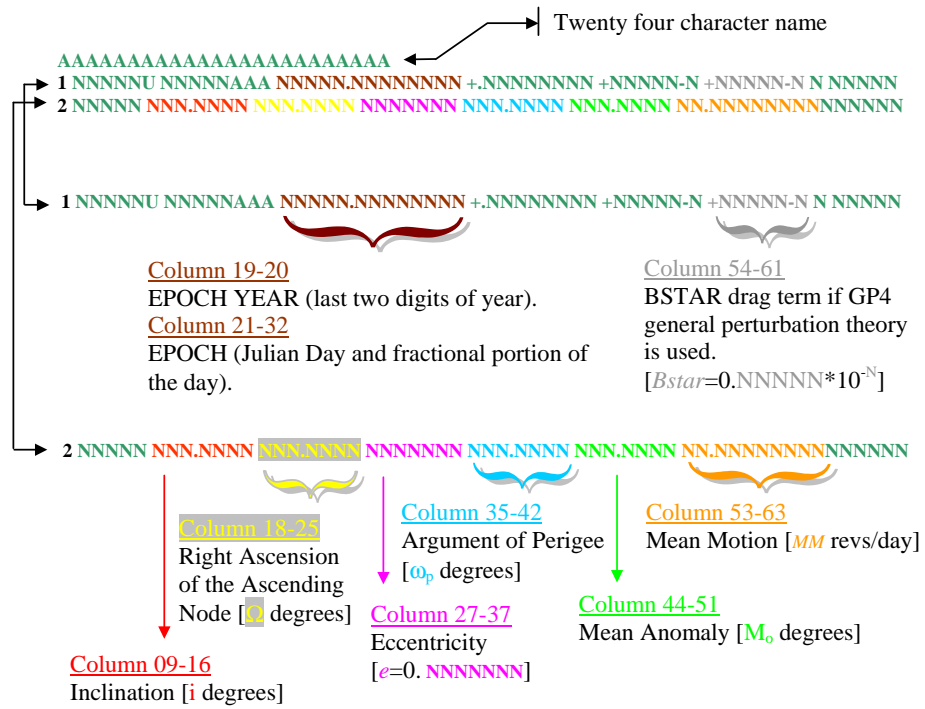 Twenty four character name
AAAAAAAAAAAAAAAAAAAAAAAA
1 NNNNNU NNNNNAAA NNNNN.NNNNNNNN +.NNNNNNNN +NNNNN-N +NNNNN-N N NNNNN
2 NNNNN NNN.NNNN NNN.NNNN NNNNNNN NNN.NNNN NNN.NNNN NN.NNNNNNNNNNNNNN
1 NNNNNU NNNNNAAA NNNNN.NNNNNNNN +.NNNNNNNN +NNNNN-N +NNNNN-N N NNNNN
Column 19-20
EPOCH YEAR (last two digits of year).
Column 21-32
EPOCH (Julian Day and fractional portion of
the day).
Column 54-61
BSTAR drag term if GP4
general perturbation theory
is used.
[Bstar=0.NNNNN*10^-N]
2 NNNNN NNN.NNNN NNN.NNNN NNNNNNN NNN.NNNN NNN.NNNN NN.NNNNNNNNNNNNNN
Column 18-25
Right Ascension
of the Ascending
Node [Ω degrees]
Column 35-42
Argument of Perigee
[ωp degrees]
Column 53-63
Mean Motion [MM revs/day]
Column 27-37
Eccentricity
[e=0. NNNNNNN]
Column 44-51
Mean Anomaly [Mo degrees]
Column 09-16
Inclination [i degrees]